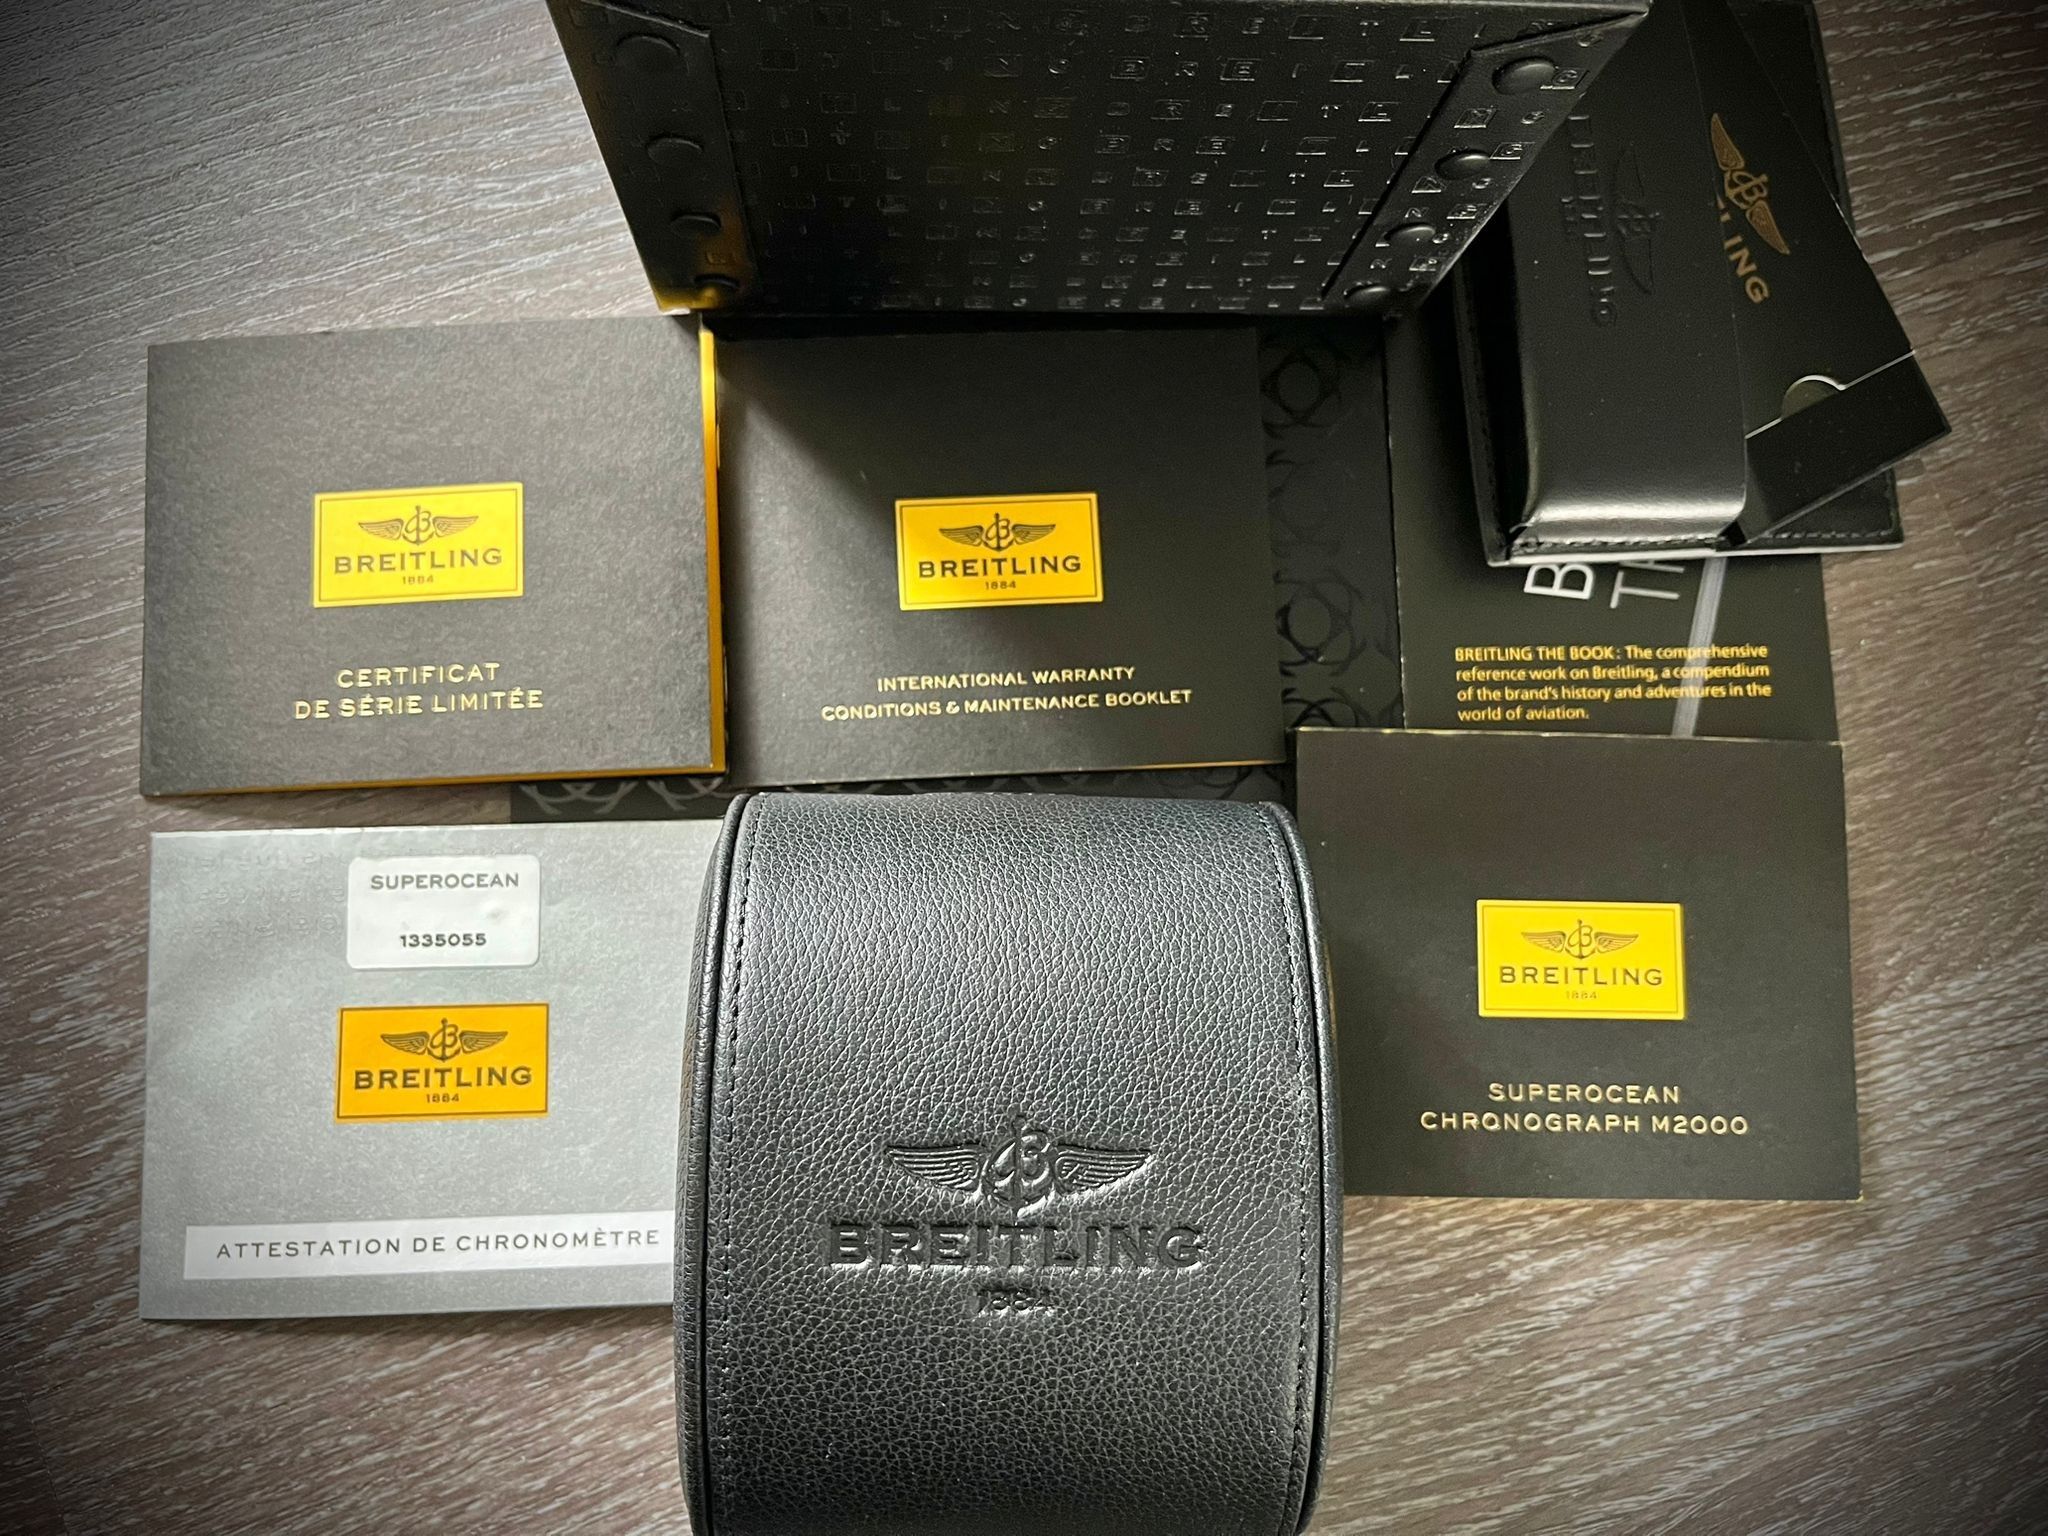 BREITLING
BREITLING
BREITLING
1884
CERTIFICAT
DE SÉRIE LIMITÉE
BREITLING
1884
INTERNATIONAL WARRANTY
CONDITIONS & MAINTENANCE BOOKLET
BREITLING THE BOOK: The comprehensive
reference work on Breitling, a compendium
of the brand's history and adventures in the
world of aviation.
SUPEROCEAN
1335055
BREITLING
1884
ATTESTATION DE CHRONOMÈTRE
BREITLING
1884
BREITLING
1884
SUPEROCEAN
CHRONOGRAPH M2000